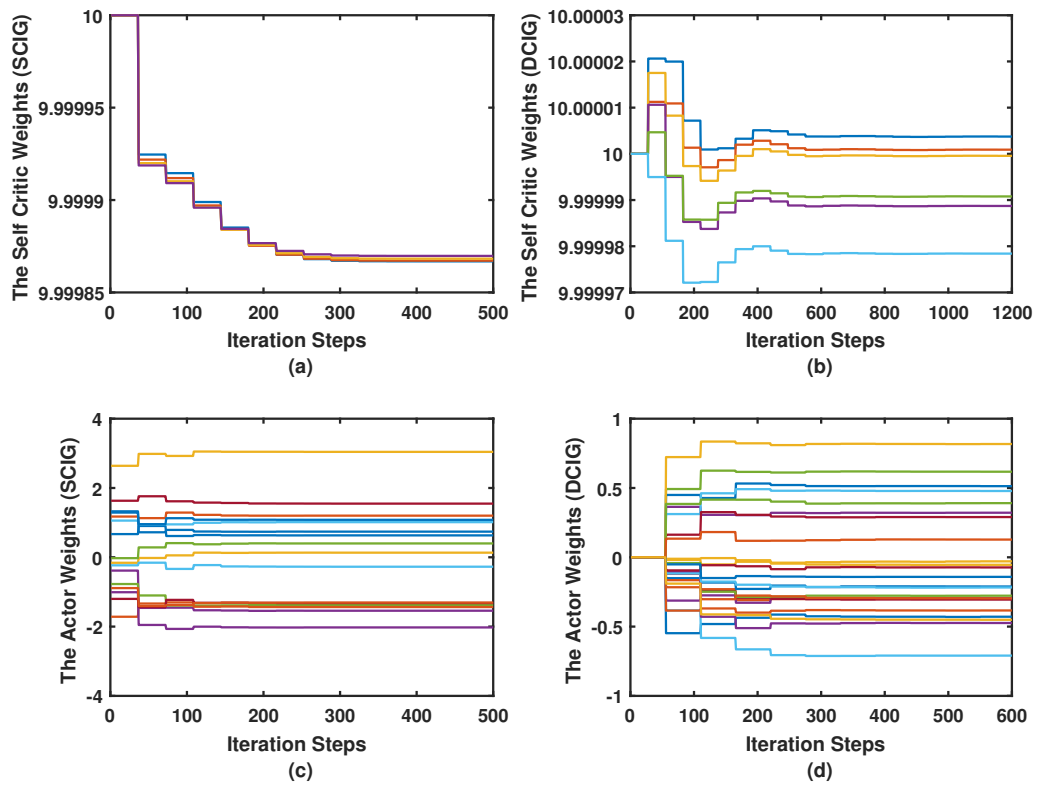 The Self Critic Weights (SCIG)
10
9.99995
9.9999
9.99985
0 100 200 300 400 500
Iteration Steps
(a)
The Self Critic Weights (DCIG)
10.00003
10.00002
10.00001
10
9.99999
9.99998
9.99997
0 200 400 600 800 1000 1200
Iteration Steps
(b)
The Actor Weights (SCIG)
4
2
0
-2
-4
0 100 200 300 400 500
Iteration Steps
(c)
The Actor Weights (DCIG)
1
0.5
0
-0.5
-1
0 100 200 300 400 500 600
Iteration Steps
(d)